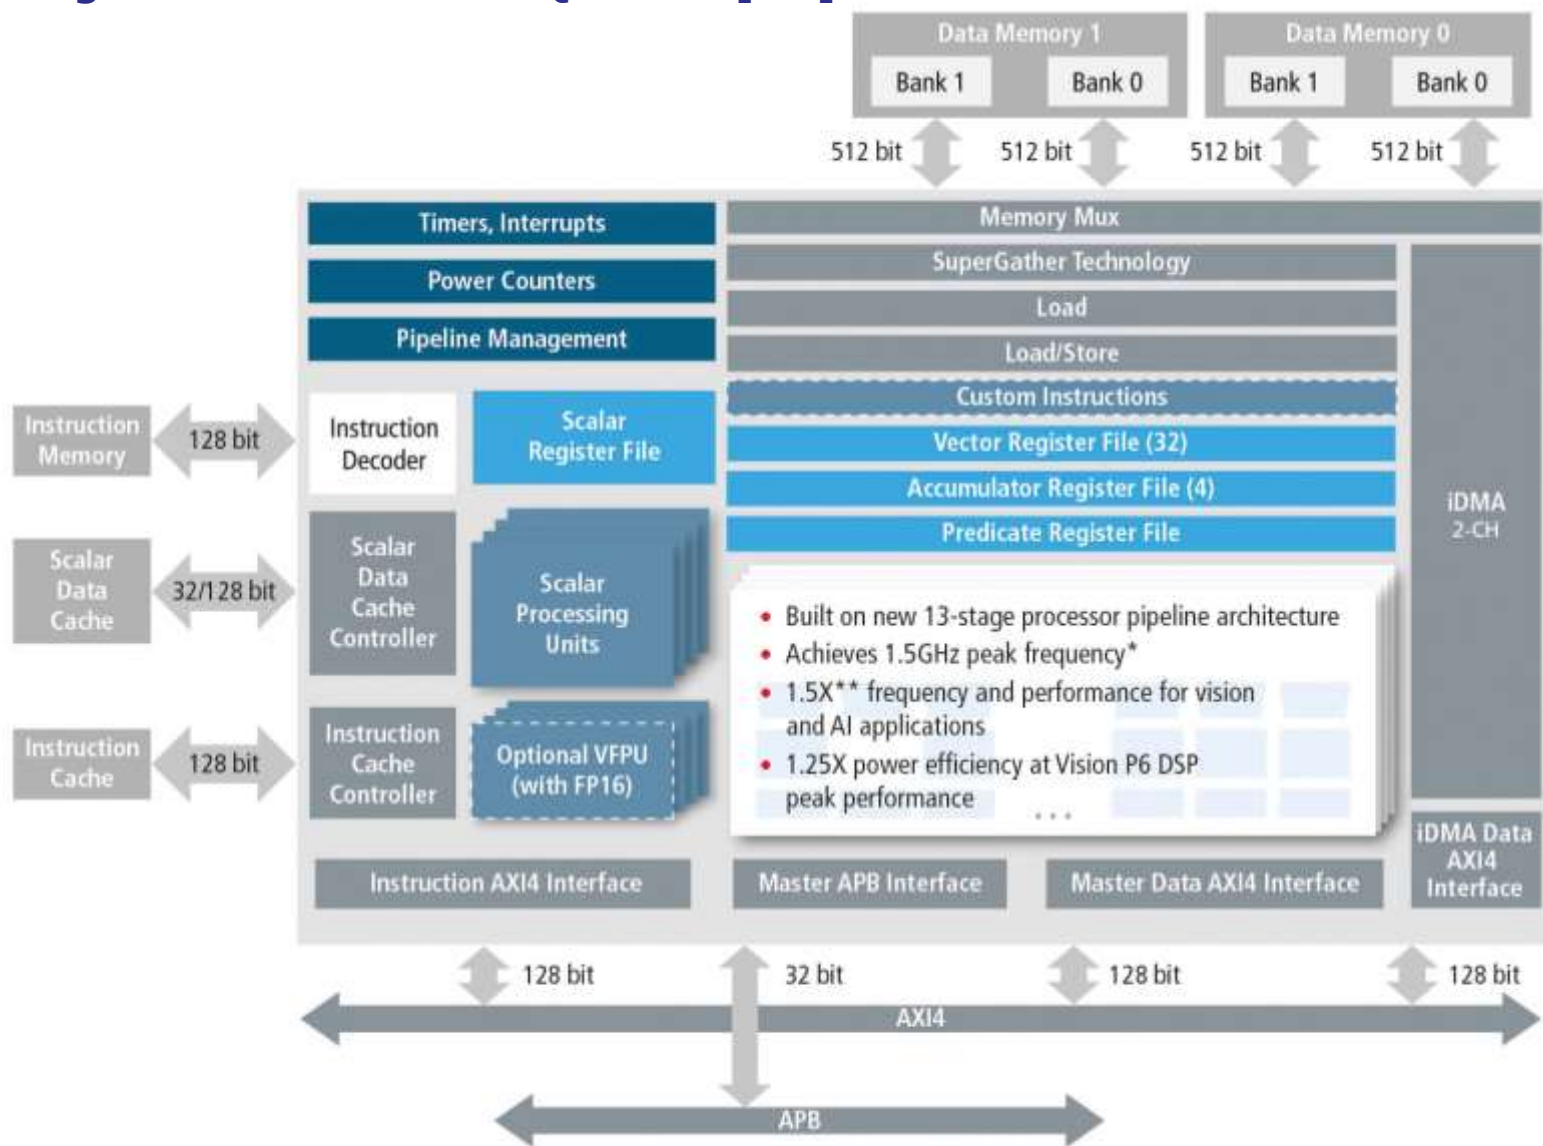 Data Memory 1
Data Memory 0
Bank 1
Bank 0
Bank 1
Bank 0
512 bit
512 bit
512 bit
512 bit
Timers, Interrupts
Power Counters
Pipeline Management
Memory Mux
SuperGather Technology
Load
Load/Store
Custom Instructions
Vector Register File (32)
Accumulator Register File (4)
Predicate Register File
iDMA
2-CH
Instruction
Memory
128 bit
Instruction
Decoder
Scalar
Register File
Scalar
Data
Cache
32/128 bit
Scalar
Data
Cache
Controller
Scalar
Processing
Units
Instruction
Cache
128 bit
Instruction
Cache
Controller
Optional VFPU
(with FP16)
• Built on new 13-stage processor pipeline architecture
• Achieves 1.5GHz peak frequency*
• 1.5X** frequency and performance for vision
and AI applications
• 1.25X power efficiency at Vision P6 DSP
peak performance
...
iDMA Data
AXI4
Interface
Instruction AXI4 Interface
Master APB Interface
Master Data AXI4 Interface
128 bit
32 bit
128 bit
128 bit
AXI4
APB